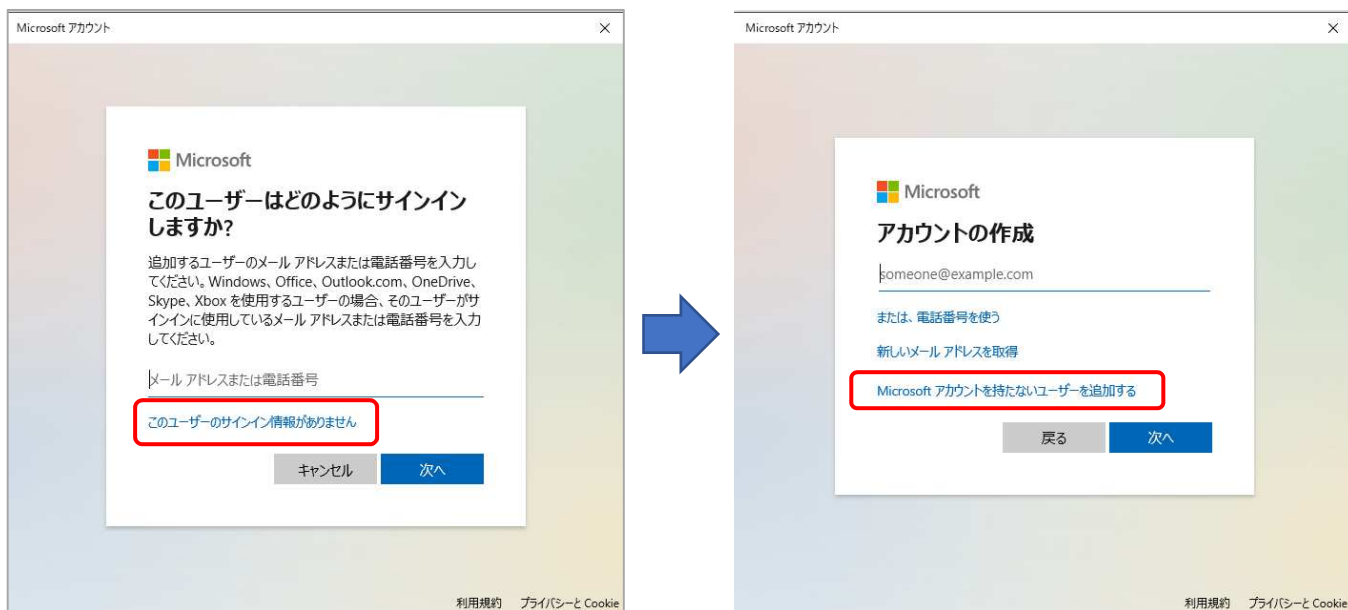 Microsoft アカウント
Microsoft
このユーザーはどのようにサインイン
しますか?
追加するユーザーのメール アドレスまたは電話番号を入力し
てください。Windows、Office、Outlook.com、OneDrive、
Skype、Xbox を使用するユーザーの場合、そのユーザーがサ
インインに使用しているメール アドレスまたは電話番号を入力
してください。
メール アドレスまたは電話番号
このユーザーのサインイン情報がありません
キャンセル 次へ
利用規約 プライバシーと Cookie
Microsoft アカウント
Microsoft
アカウントの作成
someone@example.com
または、電話番号を使う
新しいメール アドレスを取得
Microsoft アカウントを持たないユーザーを追加する
戻る 次へ
利用規約 プライバシーと Cookie